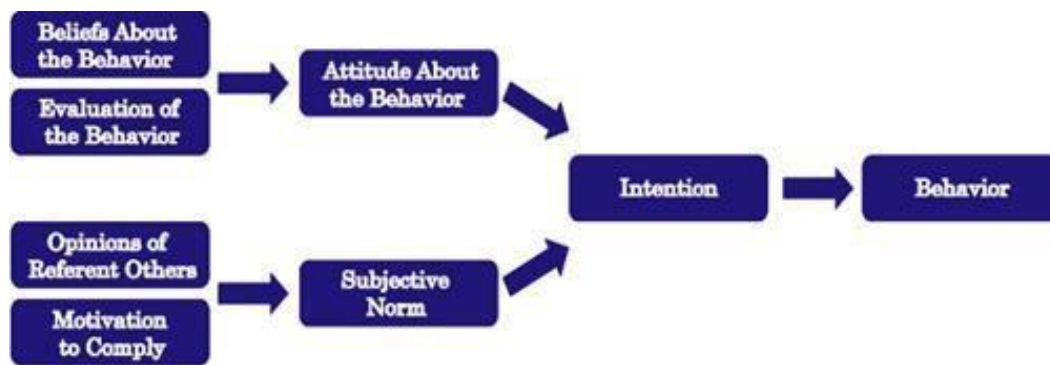 Beliefs About
the Behavior
Evaluation of
the Behavior
Attitude About
the Behavior
Opinions of
Referent Others
Motivation
to Comply
Subjective
Norm
Intention
Behavior